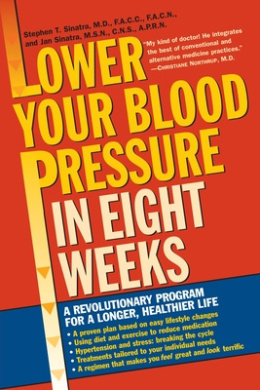 Stephen T. Sinatra, M.D., F.A.C.C., F.A.C.N.,
and Jan Sinatra, M.S.N., C.N.S., A.P.R.N.
"My kind of doctor! He integrates
the best of conventional and
alternative medicine practices."
—CHRISTIANE NORTHRUP, M.D.
LOWER
YOUR BLOOD
PRESSURE
IN EIGHT
WEEKS
A REVOLUTIONARY PROGRAM
FOR A LONGER, HEALTHIER LIFE
• A proven plan based on easy lifestyle changes
• Using diet and exercise to reduce medication
• Hypertension and stress: breaking the cycle
• Treatments tailored to your individual needs
• A regimen that makes you feel great and look terrific